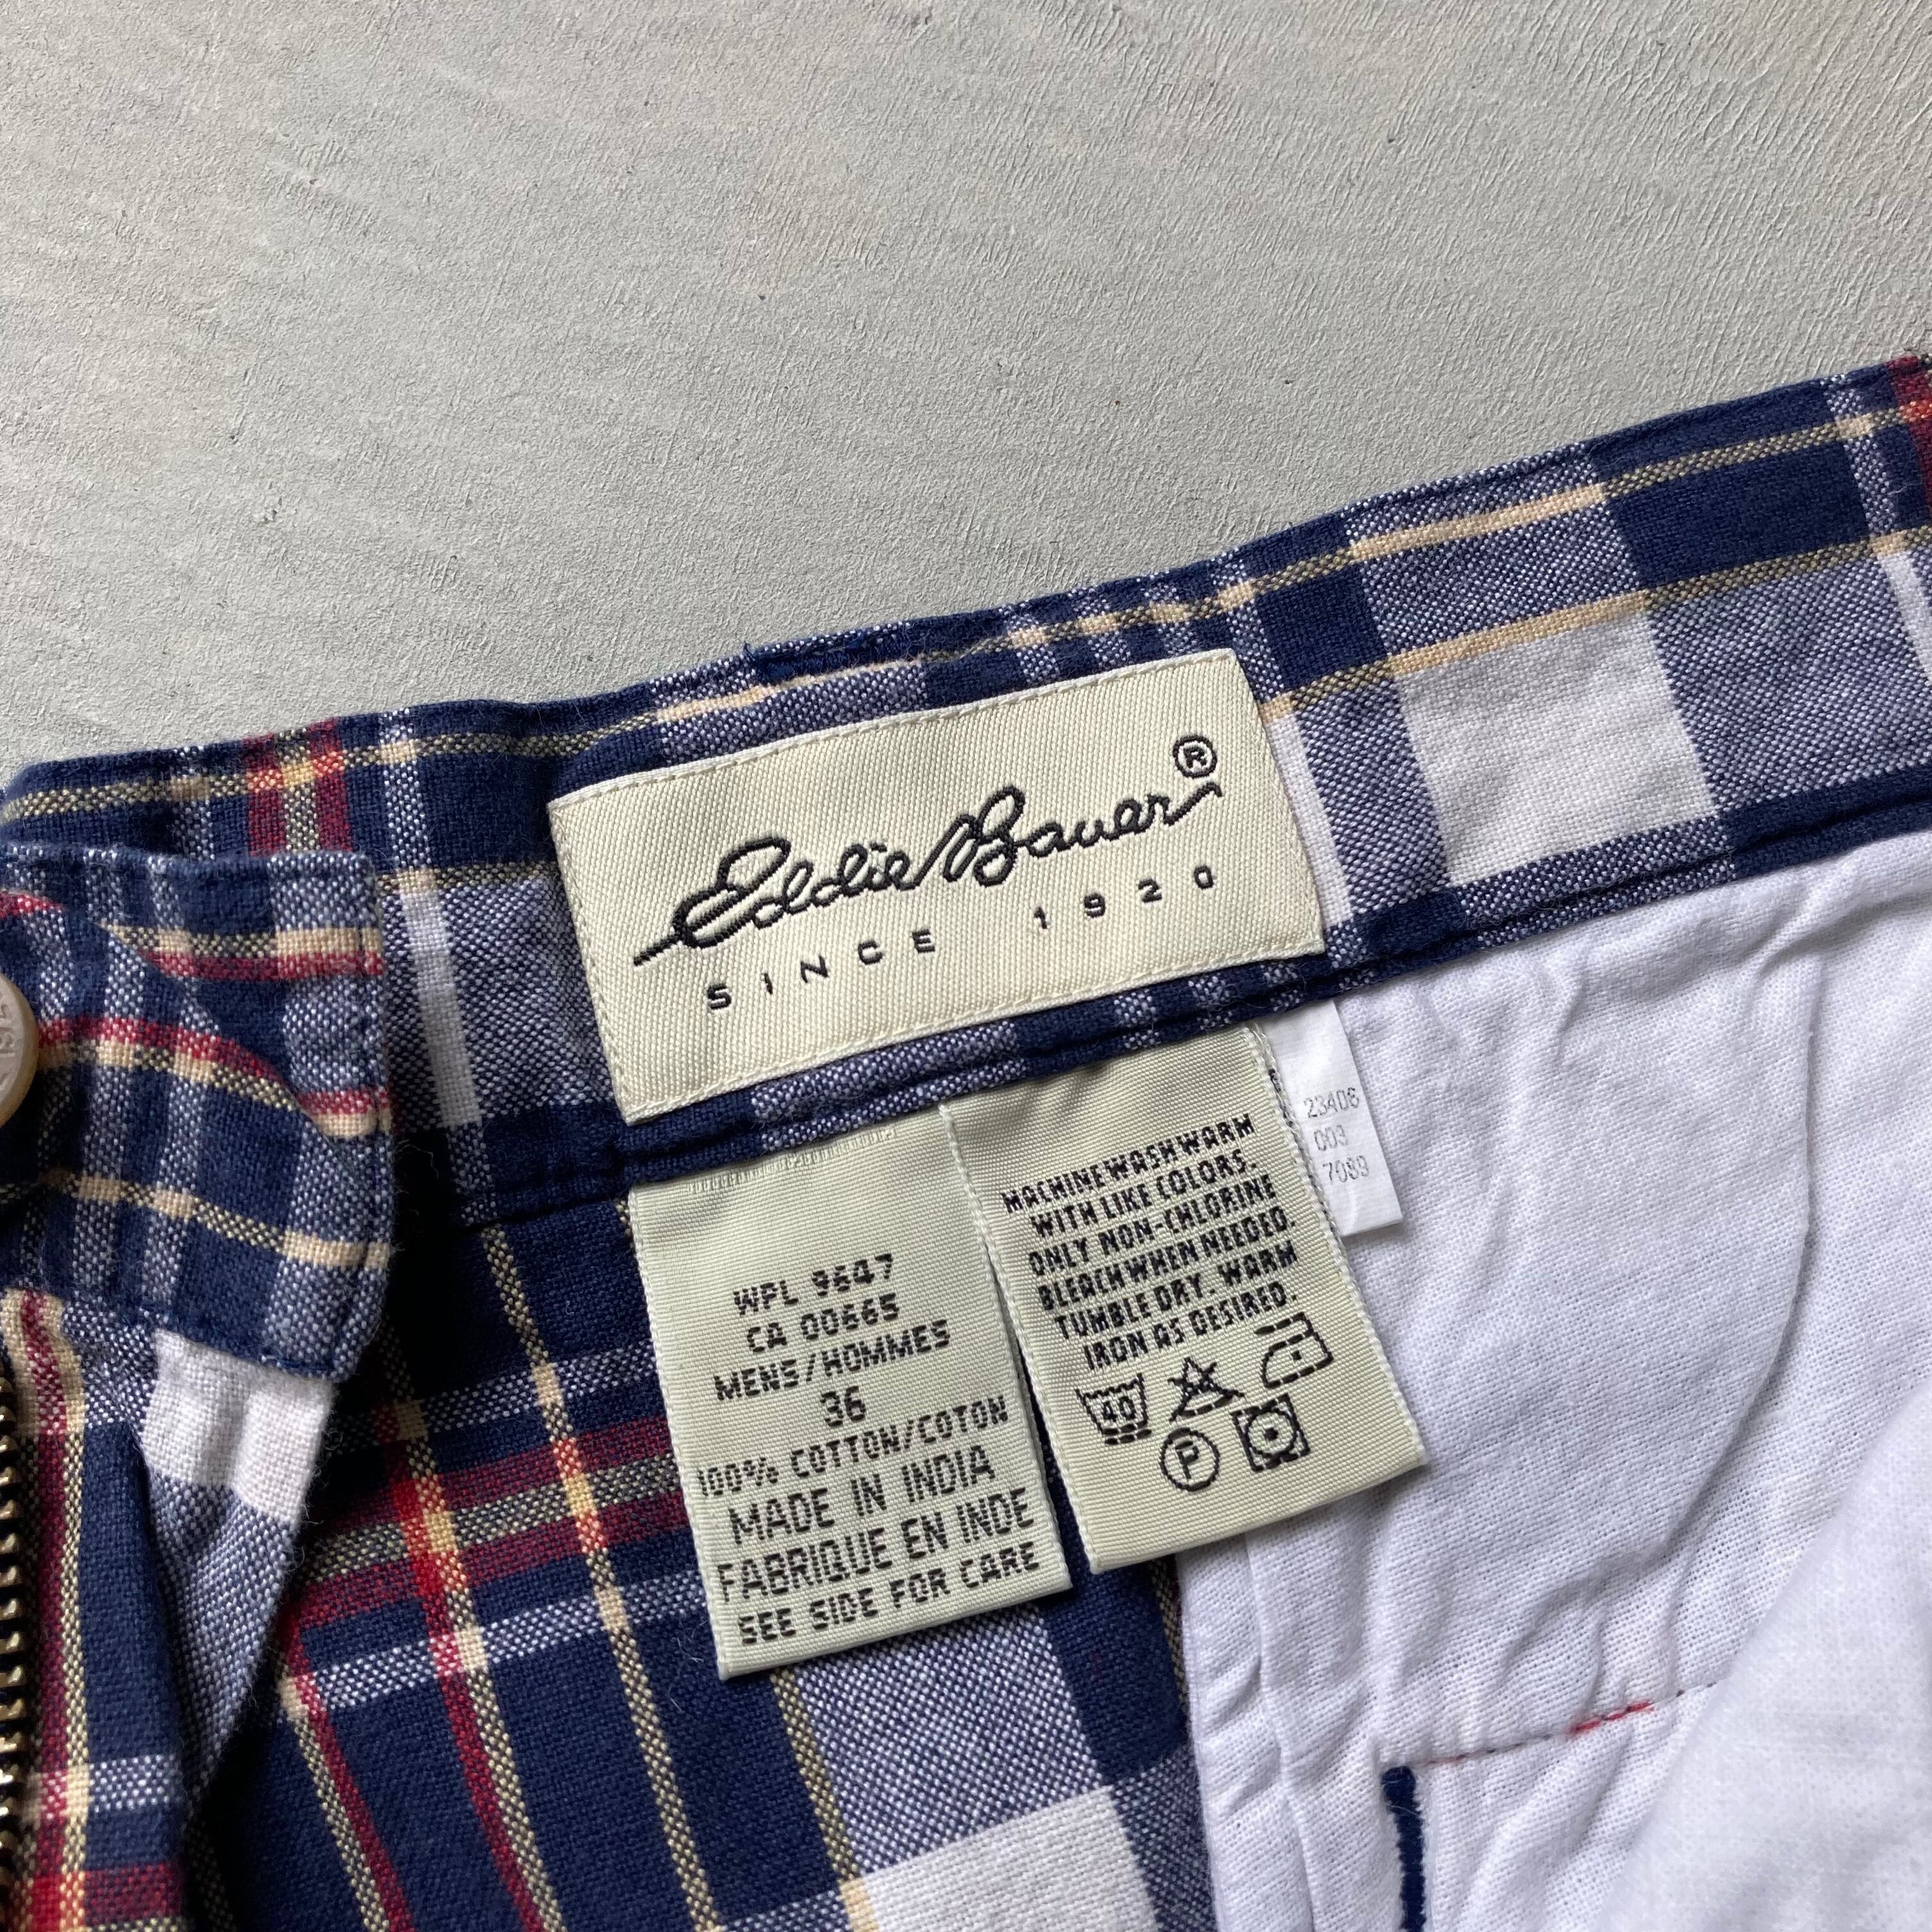 Eddie Bauer®
SINCE 1920
WPL 9647
CA 00665
MENS/HOMMES
36
100% COTTON/COTON
MADE IN INDIA
FABRIQUE EN INDE
SEE SIDE FOR CARE
MACHINE WASH WARM
WITH LIKE COLORS.
ONLY NON-CHLORINE
BLEACH WHEN NEEDED.
TUMBLE DRY. WARM
IRON AS DESIRED.
40
P
23406
003
7089